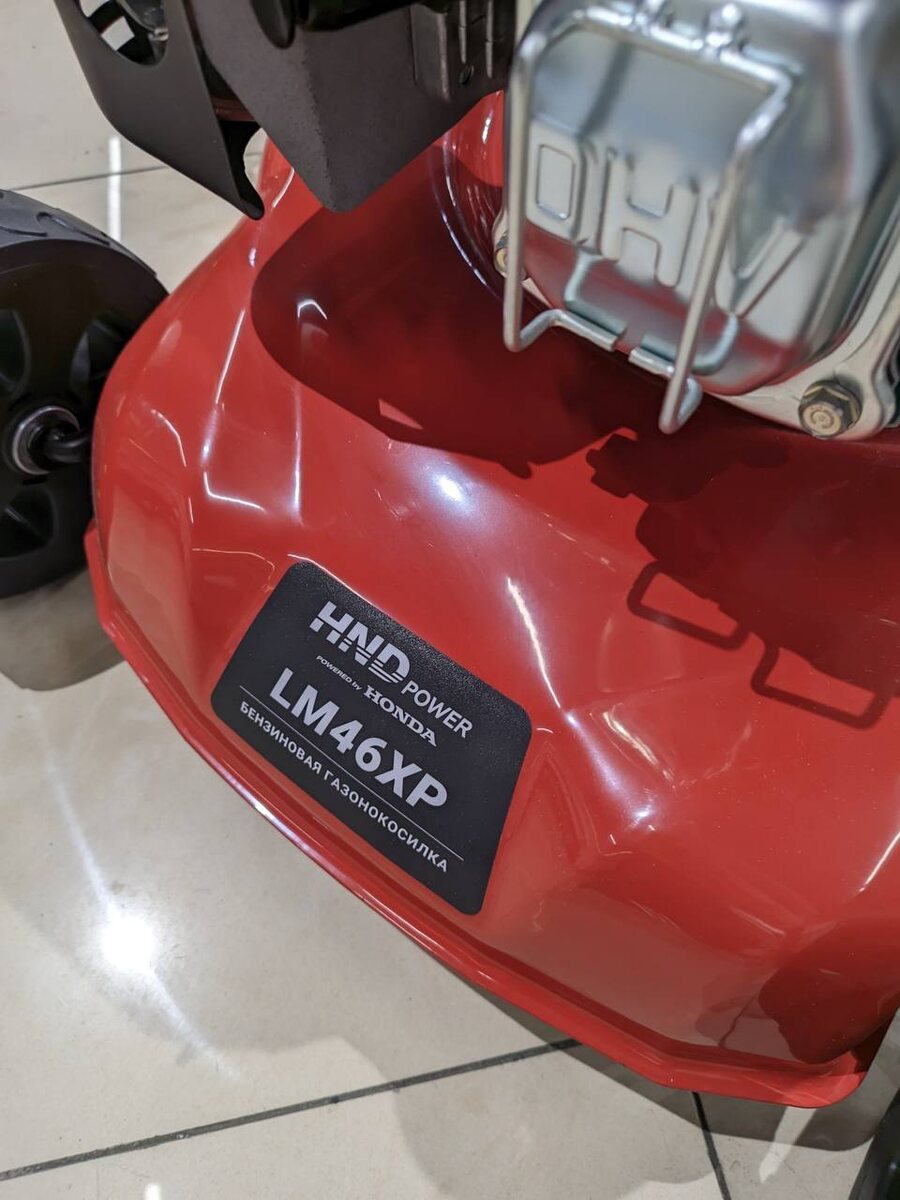 OHV
HND POWER
POWERED by HONDA
LM46XP
БЕНЗИНОВАЯ ГАЗОНОКОСИЛКА